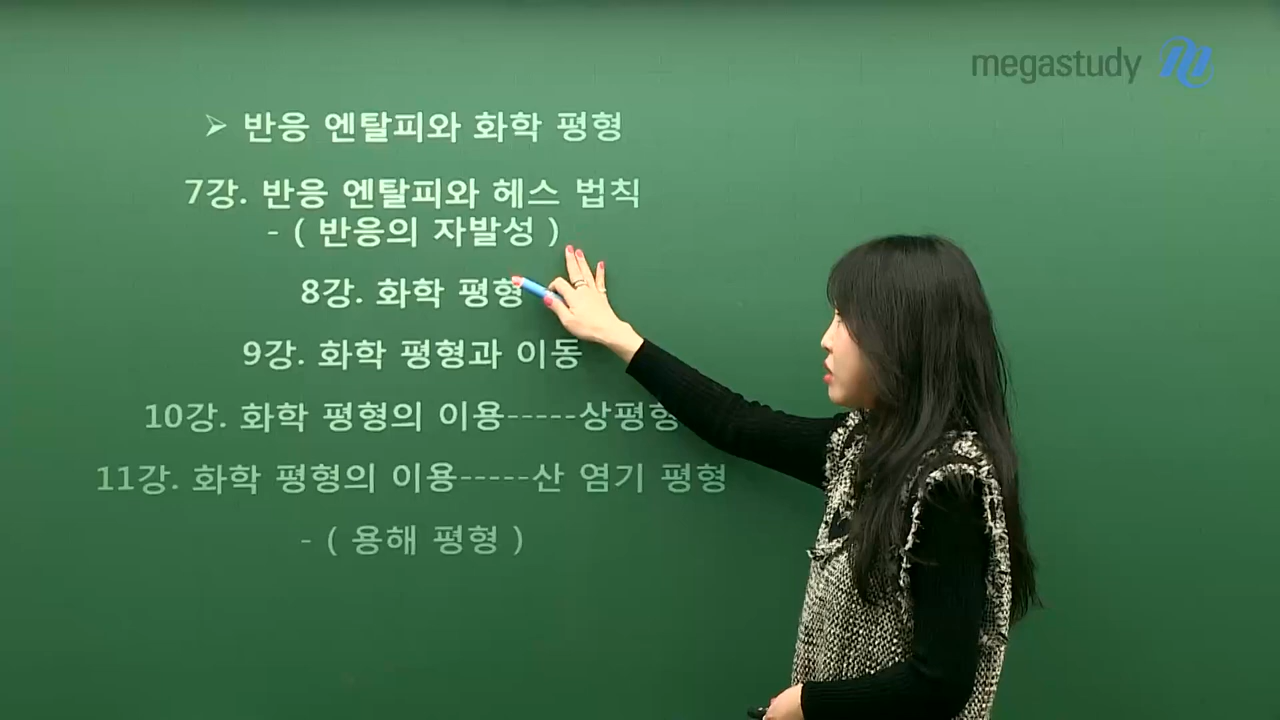 megastudy
➢ 반응 엔탈피와 화학 평형
7강. 반응 엔탈피와 헤스 법칙
- ( 반응의 자발성 )
8강. 화학 평형
9강. 화학 평형과 이동
10강. 화학 평형의 이용-----상평형
11강. 화학 평형의 이용-----산 염기 평형
- ( 용해 평형 )